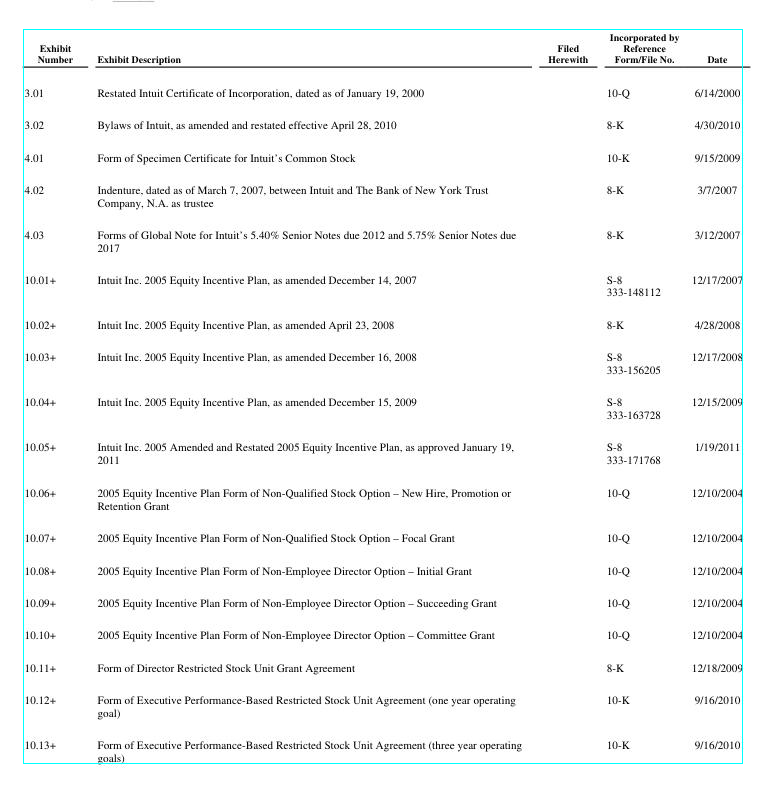 Incorporated by
Exhibit Filed Reference
Number Exhibit Description Herewith Form/File No. Date
3.01 Restated Intuit Certificate of Incorporation, dated as of January 19, 2000 10-Q 6/14/2000
3.02 Bylaws of Intuit, as amended and restated effective April 28, 2010 8-K 4/30/2010
4.01 Form of Specimen Certificate for Intuit’s Common Stock 10-K 9/15/2009
4.02 Indenture, dated as of March 7, 2007, between Intuit and The Bank of New York Trust 8-K 3/7/2007
Company, N.A. as trustee
4.03 Forms of Global Note for Intuit’s 5.40% Senior Notes due 2012 and 5.75% Senior Notes due 8-K 3/12/2007
2017
10.01+ Intuit Inc. 2005 Equity Incentive Plan, as amended December 14, 2007 S-8 12/17/2007
333-148112
10.02+ Intuit Inc. 2005 Equity Incentive Plan, as amended April 23, 2008 8-K 4/28/2008
10.03+ Intuit Inc. 2005 Equity Incentive Plan, as amended December 16, 2008 S-8 12/17/2008
333-156205
10.04+ Intuit Inc. 2005 Equity Incentive Plan, as amended December 15, 2009 S-8 12/15/2009
333-163728
10.05+ Intuit Inc. 2005 Amended and Restated 2005 Equity Incentive Plan, as approved January 19, S-8 1/19/2011
2011 333-171768
10.06+ 2005 Equity Incentive Plan Form of Non-Qualified Stock Option – New Hire, Promotion or 10-Q 12/10/2004
Retention Grant
10.07+ 2005 Equity Incentive Plan Form of Non-Qualified Stock Option – Focal Grant 10-Q 12/10/2004
10.08+ 2005 Equity Incentive Plan Form of Non-Employee Director Option – Initial Grant 10-Q 12/10/2004
10.09+ 2005 Equity Incentive Plan Form of Non-Employee Director Option – Succeeding Grant 10-Q 12/10/2004
10.10+ 2005 Equity Incentive Plan Form of Non-Employee Director Option – Committee Grant 10-Q 12/10/2004
10.11+ Form of Director Restricted Stock Unit Grant Agreement 8-K 12/18/2009
10.12+ Form of Executive Performance-Based Restricted Stock Unit Agreement (one year operating 10-K 9/16/2010
goal)
10.13+ Form of Executive Performance-Based Restricted Stock Unit Agreement (three year operating 10-K 9/16/2010
goals)